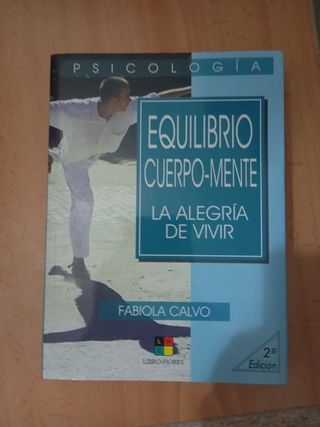 PSICOLOGÍA
EQUILIBRIO
CUERPO-MENTE
LA ALEGRÍA
DE VIVIR
FABIOLA CALVO
LIBRO-HOBBY
2ª
Edición